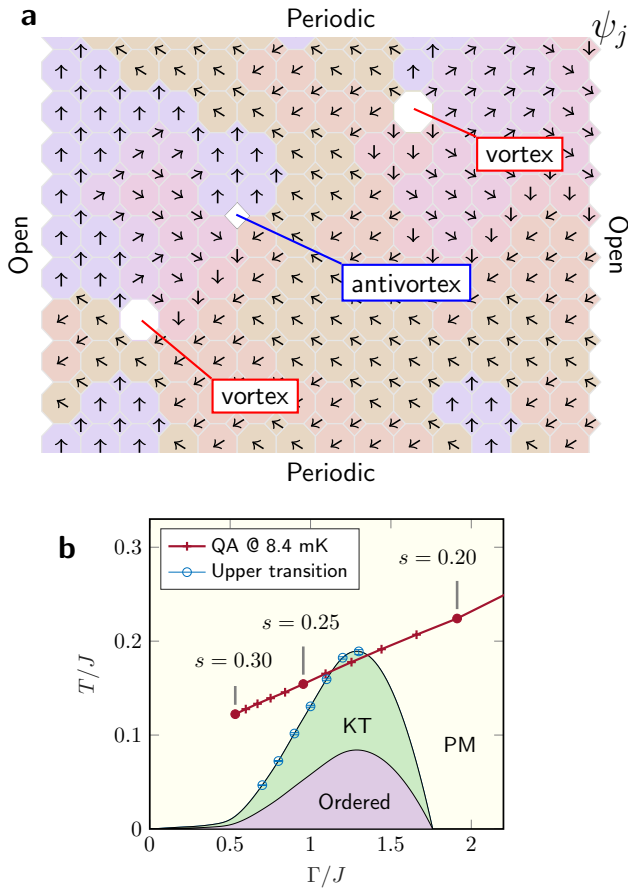 a
Periodic
ψj
vortex
Open
Open
antivortex
vortex
Periodic
b
QA @ 8.4 mK
Upper transition
s = 0.20
s = 0.25
s = 0.30
KT
PM
Ordered
T/J
0.3
0.2
0.1
0
0
0.5
1
1.5
2
Γ/J